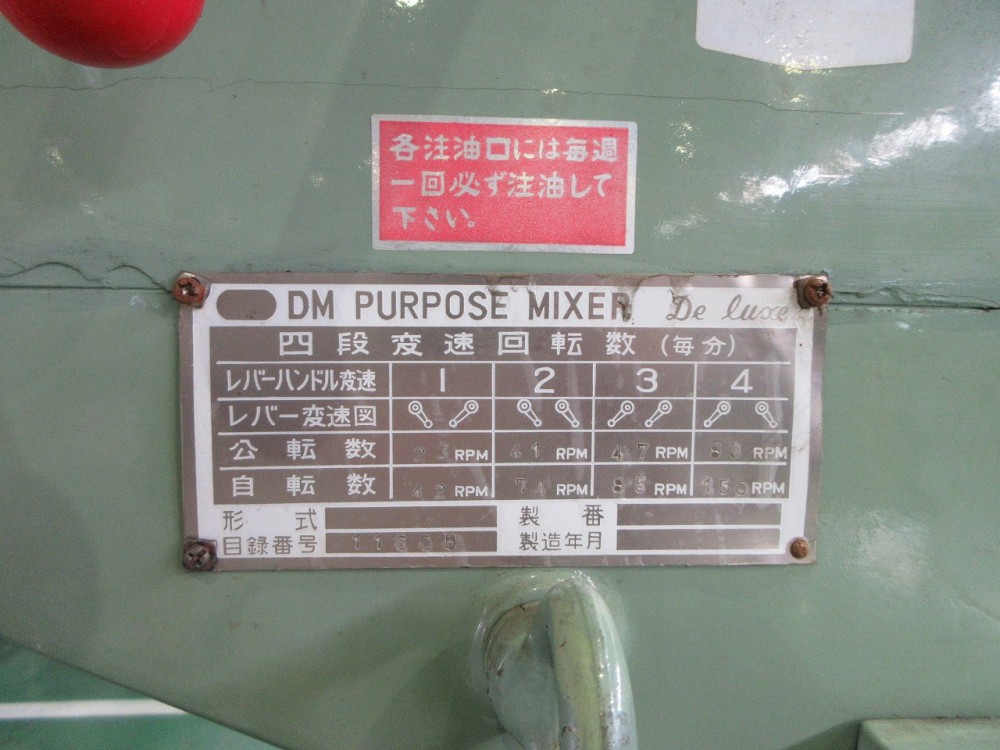 各注油口には毎週
一回必ず注油して
下さい。
DM PURPOSE MIXER De luxe
四段変速回転数(毎分)
レバーハンドル変速 1 2 3 4
レバー変速図
公転数 23 RPM 41 RPM 47 RPM 83 RPM
自転数 42 RPM 74 RPM 85 RPM 150 RPM
形式 製番
目録番号 製造年月